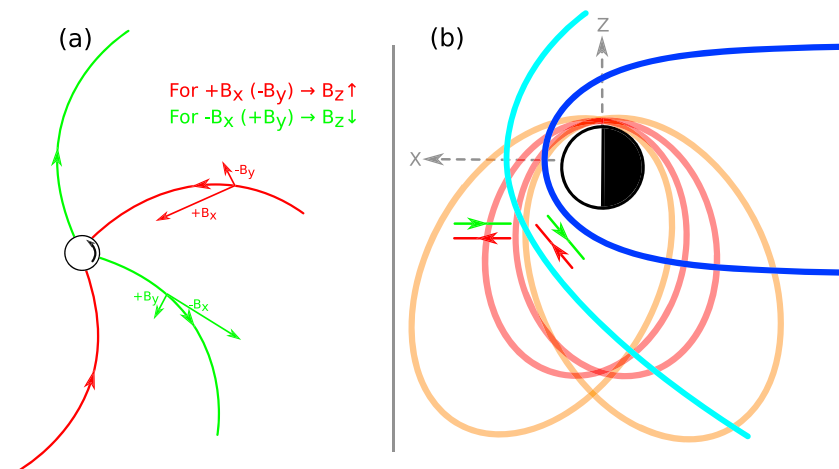 (a)
For +Bx (-By) → Bz↑
For -Bx (+By) → Bz↓
-By
+Bx
+By
-Bx
(b)
Z
X